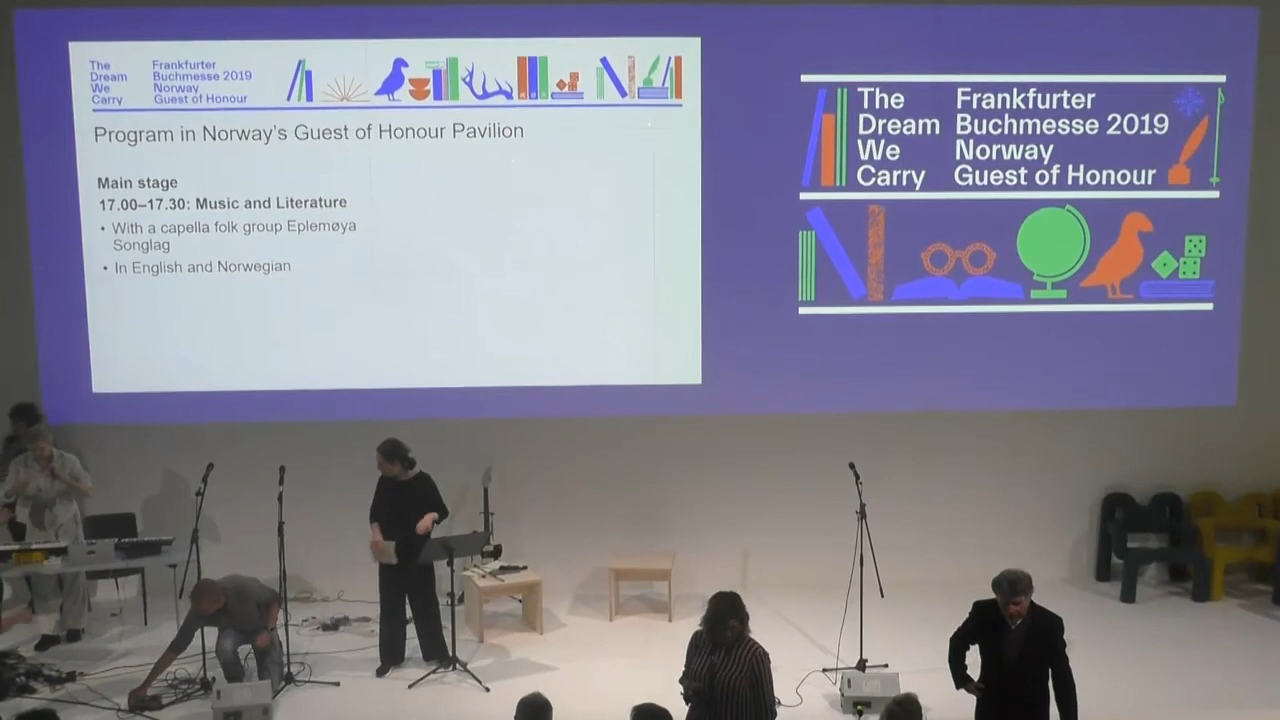 The
Dream
We
Carry
Frankfurter
Buchmesse 2019
Norway
Guest of Honour
Program in Norway's Guest of Honour Pavilion
Main stage
17.00–17.30: Music and Literature
• With a capella folk group Eplemøya
Songlag
• In English and Norwegian
The
Dream
We
Carry
Frankfurter
Buchmesse 2019
Norway
Guest of Honour